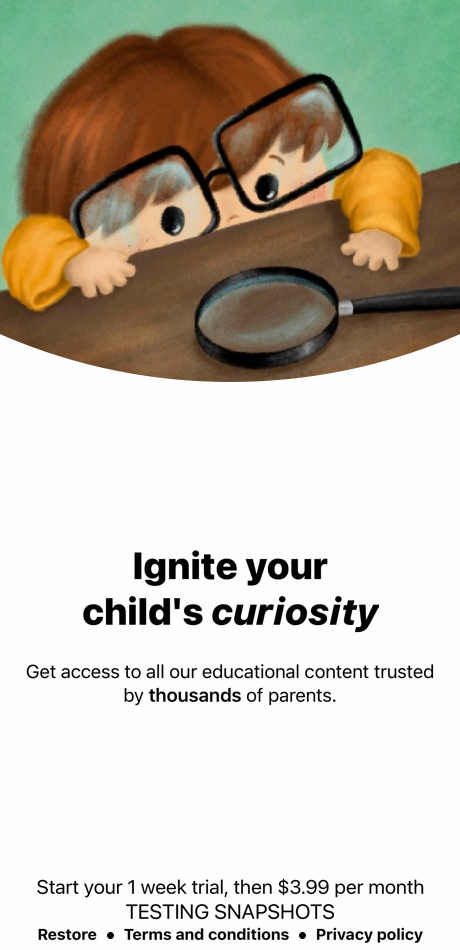 Ignite your
child's curiosity
Get access to all our educational content trusted
by thousands of parents.
Start your 1 week trial, then $3.99 per month
TESTING SNAPSHOTS
Restore ● Terms and conditions ● Privacy policy